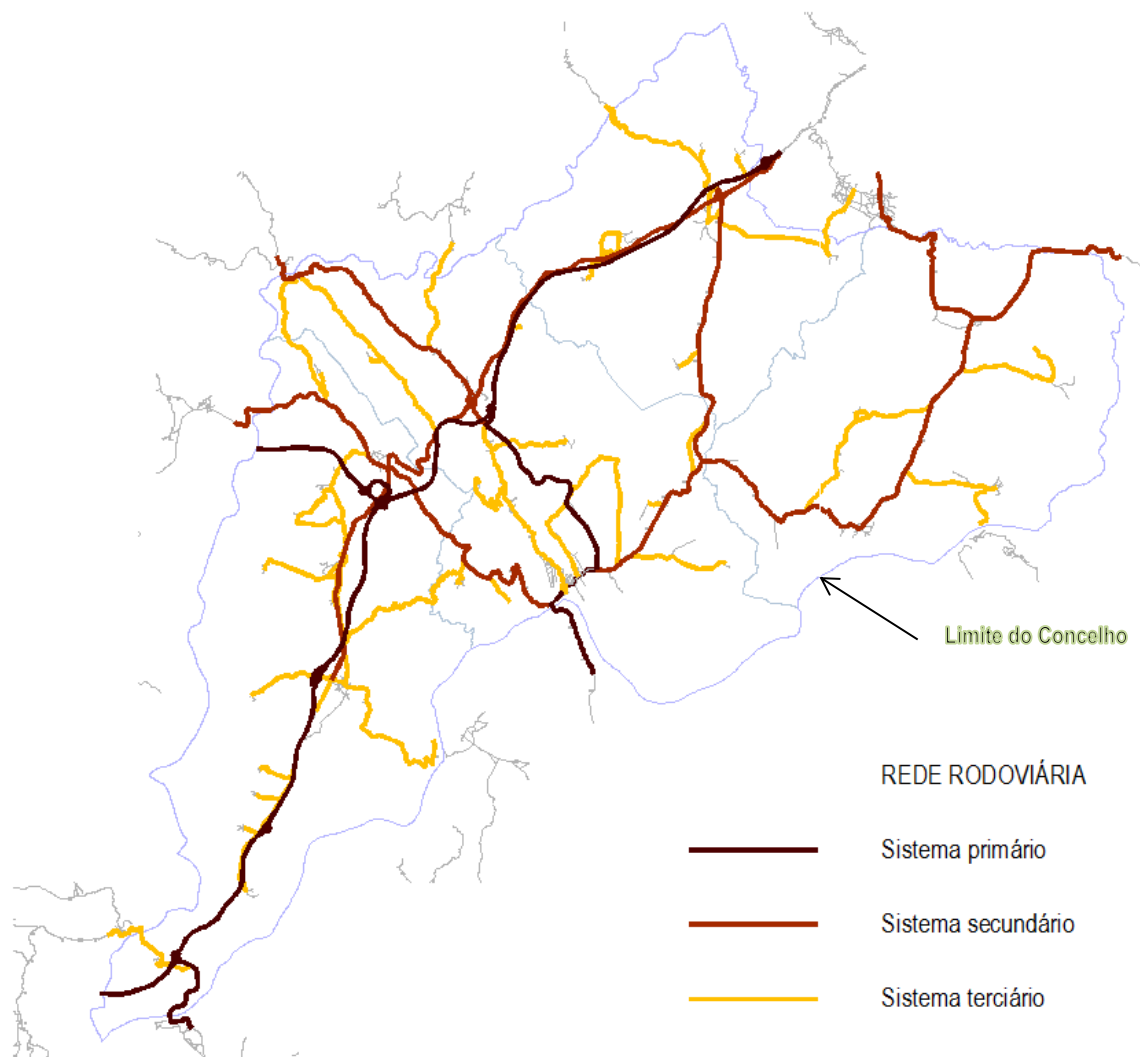 Limite do Concelho
REDE RODOVIÁRIA
Sistema primário
Sistema secundário
Sistema terciário